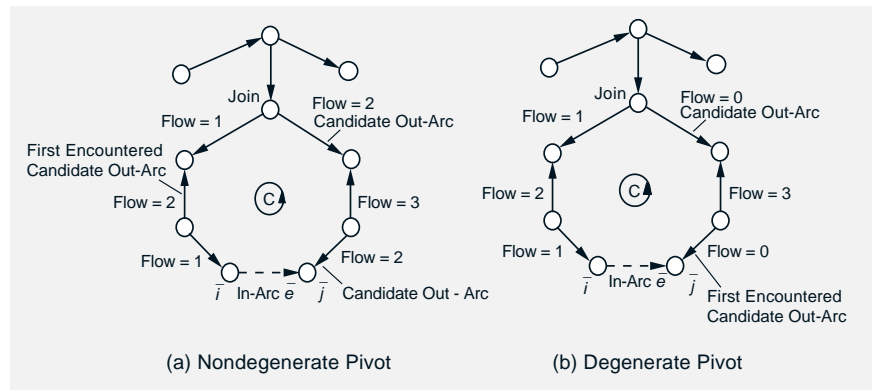 Join
Flow = 2
Candidate Out-Arc
Flow = 1
First Encountered
Candidate Out-Arc
C
Flow = 2
Flow = 3
Flow = 1
Flow = 2
i̅
In-Arc e̅
j̅
Candidate Out - Arc
(a) Nondegenerate Pivot
Join
Flow = 0
Candidate Out-Arc
Flow = 1
C
Flow = 2
Flow = 3
Flow = 1
Flow = 0
i̅
In-Arc e̅
j̅
First Encountered
Candidate Out-Arc
(b) Degenerate Pivot